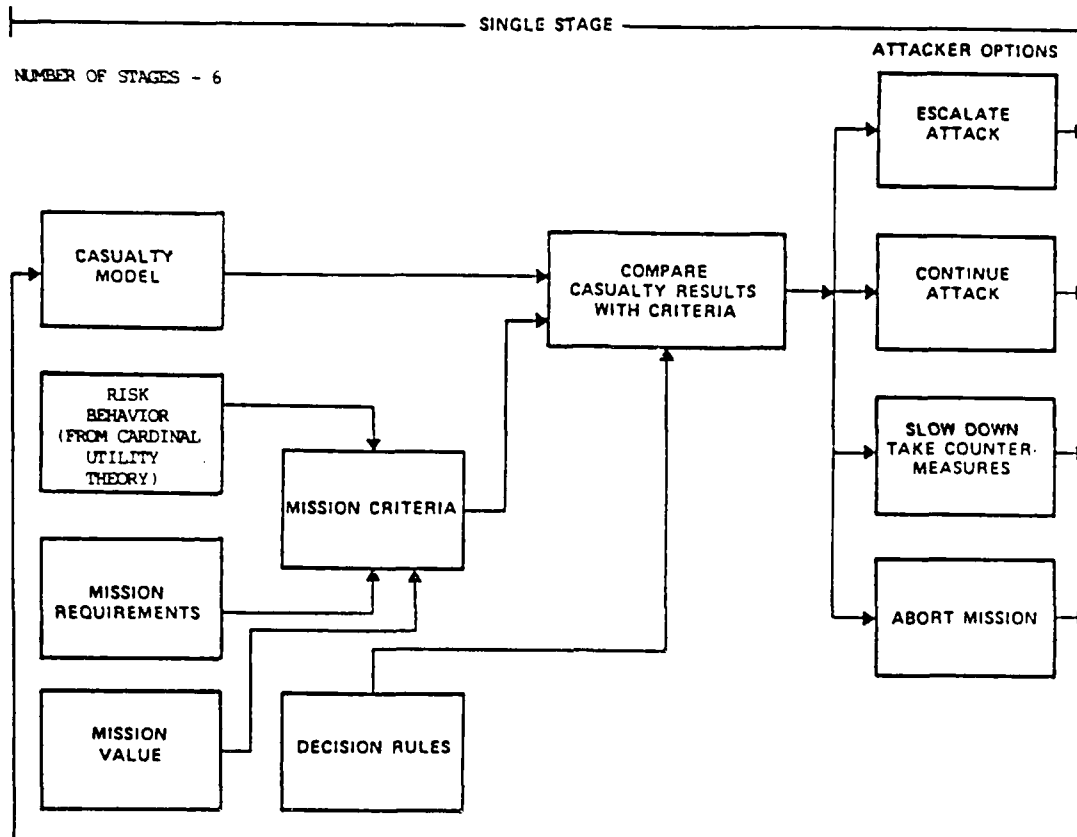 SINGLE STAGE
NUMBER OF STAGES - 6
ATTACKER OPTIONS
ESCALATE
ATTACK
CASUALTY
MODEL
COMPARE
CASUALTY RESULTS
WITH CRITERIA
CONTINUE
ATTACK
RISK
BEHAVIOR
(FROM CARDINAL
UTILITY
THEORY)
MISSION CRITERIA
SLOW DOWN
TAKE COUNTER-
MEASURES
MISSION
REQUIREMENTS
ABORT MISSION
MISSION
VALUE
DECISION RULES